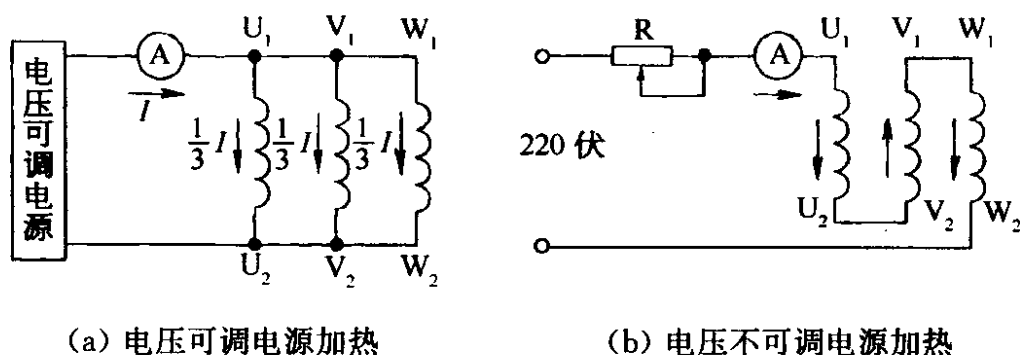 电压可调电源
A
I
U₁
V₁
W₁
1/3 I
1/3 I
1/3 I
U₂
V₂
W₂
(a) 电压可调电源加热
R
A
U₁
V₁
W₁
220 伏
U₂
V₂
W₂
(b) 电压不可调电源加热